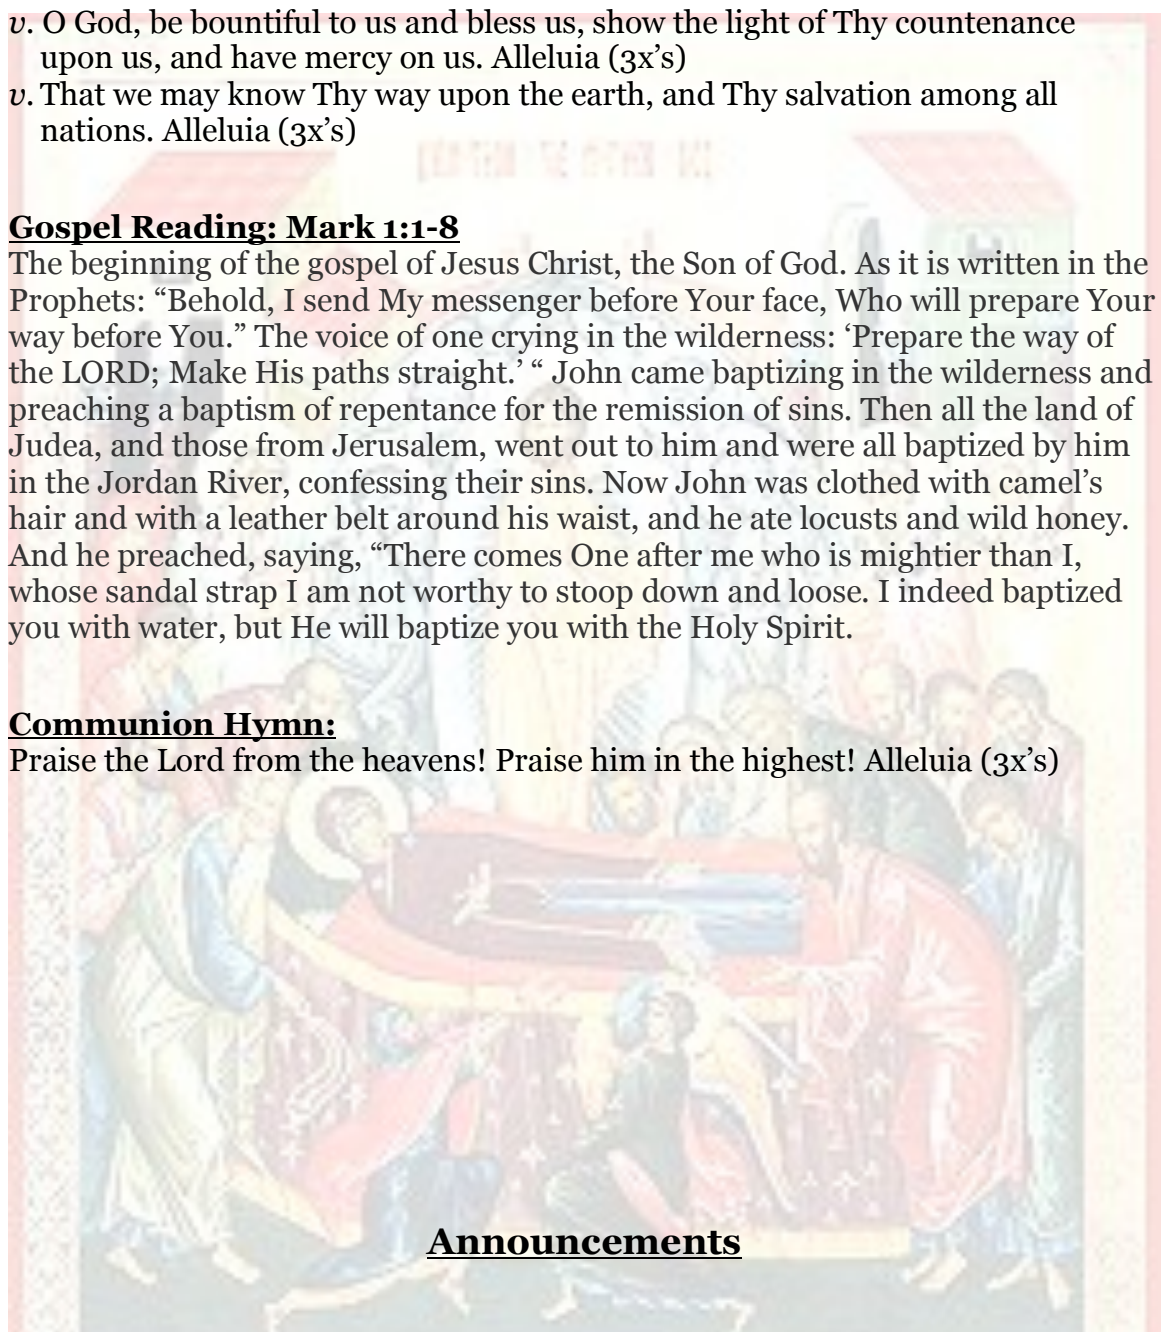 v. O God, be bountiful to us and bless us, show the light of Thy countenance
upon us, and have mercy on us. Alleluia (3x’s)
v. That we may know Thy way upon the earth, and Thy salvation among all
nations. Alleluia (3x’s)
Gospel Reading: Mark 1:1-8
The beginning of the gospel of Jesus Christ, the Son of God. As it is written in the
Prophets: “Behold, I send My messenger before Your face, Who will prepare Your
way before You.” The voice of one crying in the wilderness: ‘Prepare the way of
the LORD; Make His paths straight.’ “ John came baptizing in the wilderness and
preaching a baptism of repentance for the remission of sins. Then all the land of
Judea, and those from Jerusalem, went out to him and were all baptized by him
in the Jordan River, confessing their sins. Now John was clothed with camel’s
hair and with a leather belt around his waist, and he ate locusts and wild honey.
And he preached, saying, “There comes One after me who is mightier than I,
whose sandal strap I am not worthy to stoop down and loose. I indeed baptized
you with water, but He will baptize you with the Holy Spirit.
Communion Hymn:
Praise the Lord from the heavens! Praise him in the highest! Alleluia (3x’s)
Announcements